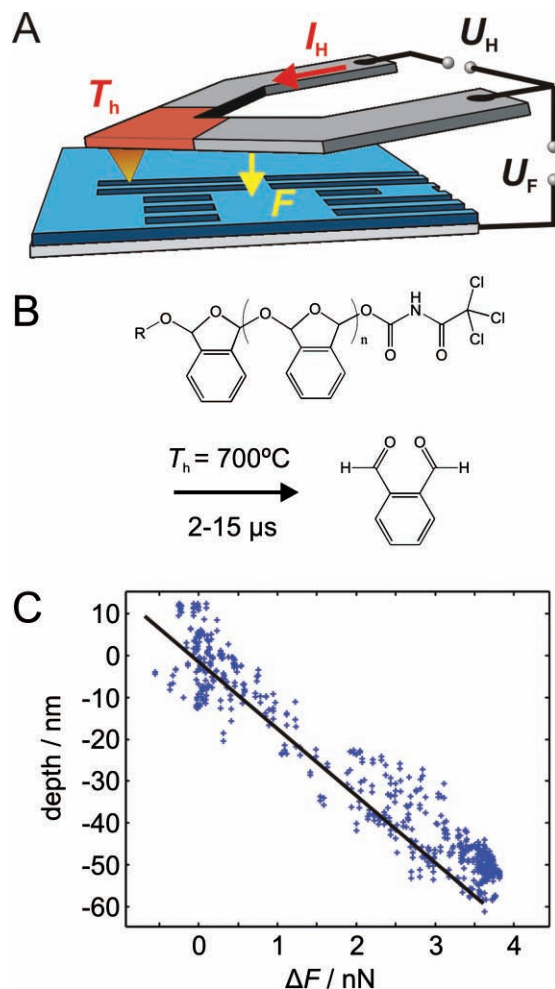 A
I_H
U_H
T_h
F
U_F
B
R O O O O O NH Cl
n Cl
O O Cl
T_h = 700ºC
2-15 µs
H O O H
C
depth / nm
10
0
-10
-20
-30
-40
-50
-60
0 1 2 3 4
ΔF / nN